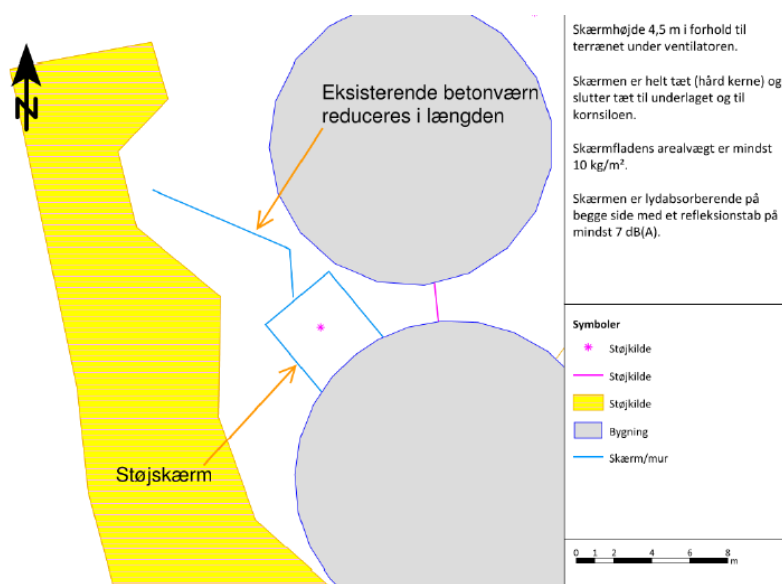 Skærmhøjde 4,5 m i forhold til
terrænet under ventilatoren.
Skærmen er helt tæt (hård kerne) og
slutter tæt til underlaget og til
kornsiloen.
Skærmfladens arealvægt er mindst
10 kg/m².
Skærmen er lydabsorberende på
begge side med et refleksionstab på
mindst 7 dB(A).
N
Eksisterende betonværn
reduceres i længden
Støjskærm
Symboler
Støjkilde
Støjkilde
Støjkilde
Bygning
Skærm/mur
0 1 2 4 6 8
m